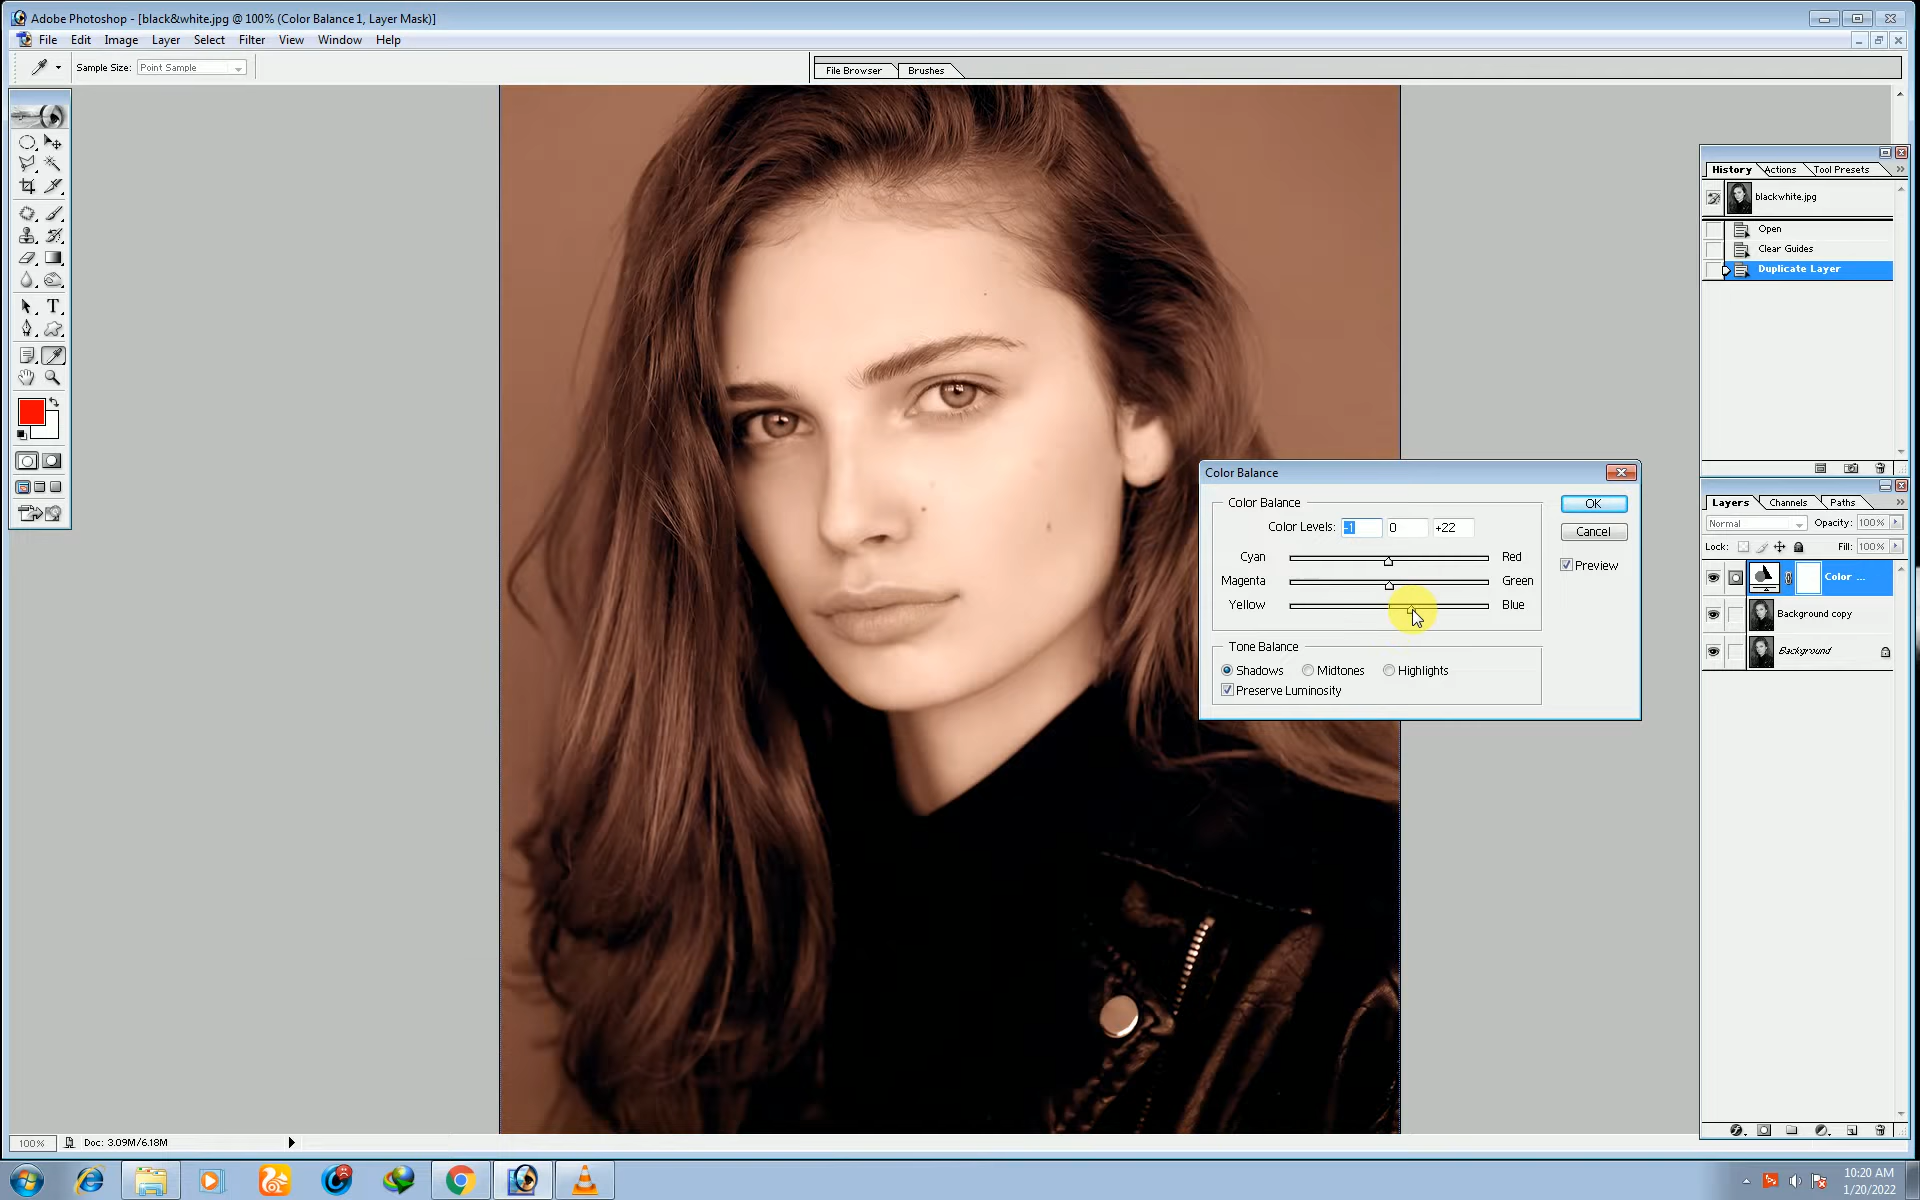 Adobe Photoshop - [black&white.jpg @ 100% (Color Balance 1, Layer Mask)]
File Edit Image Layer Select Filter View Window Help
Sample Size: Point Sample
File Browser Brushes
History Actions Tool Presets
blackwhite.jpg
Open
Clear Guides
Duplicate Layer
Color Balance
Color Balance
Color Levels: -1 0 +22
Cyan Red
Magenta Green
Yellow Blue
Tone Balance
Shadows Midtones Highlights
Preserve Luminosity
OK
Cancel
Preview
Layers Channels Paths
Normal Opacity: 100%
Lock: Fill: 100%
Color ...
Background copy
Background
T
100% Doc: 3.09M/6.18M
10:20 AM
1/20/2022